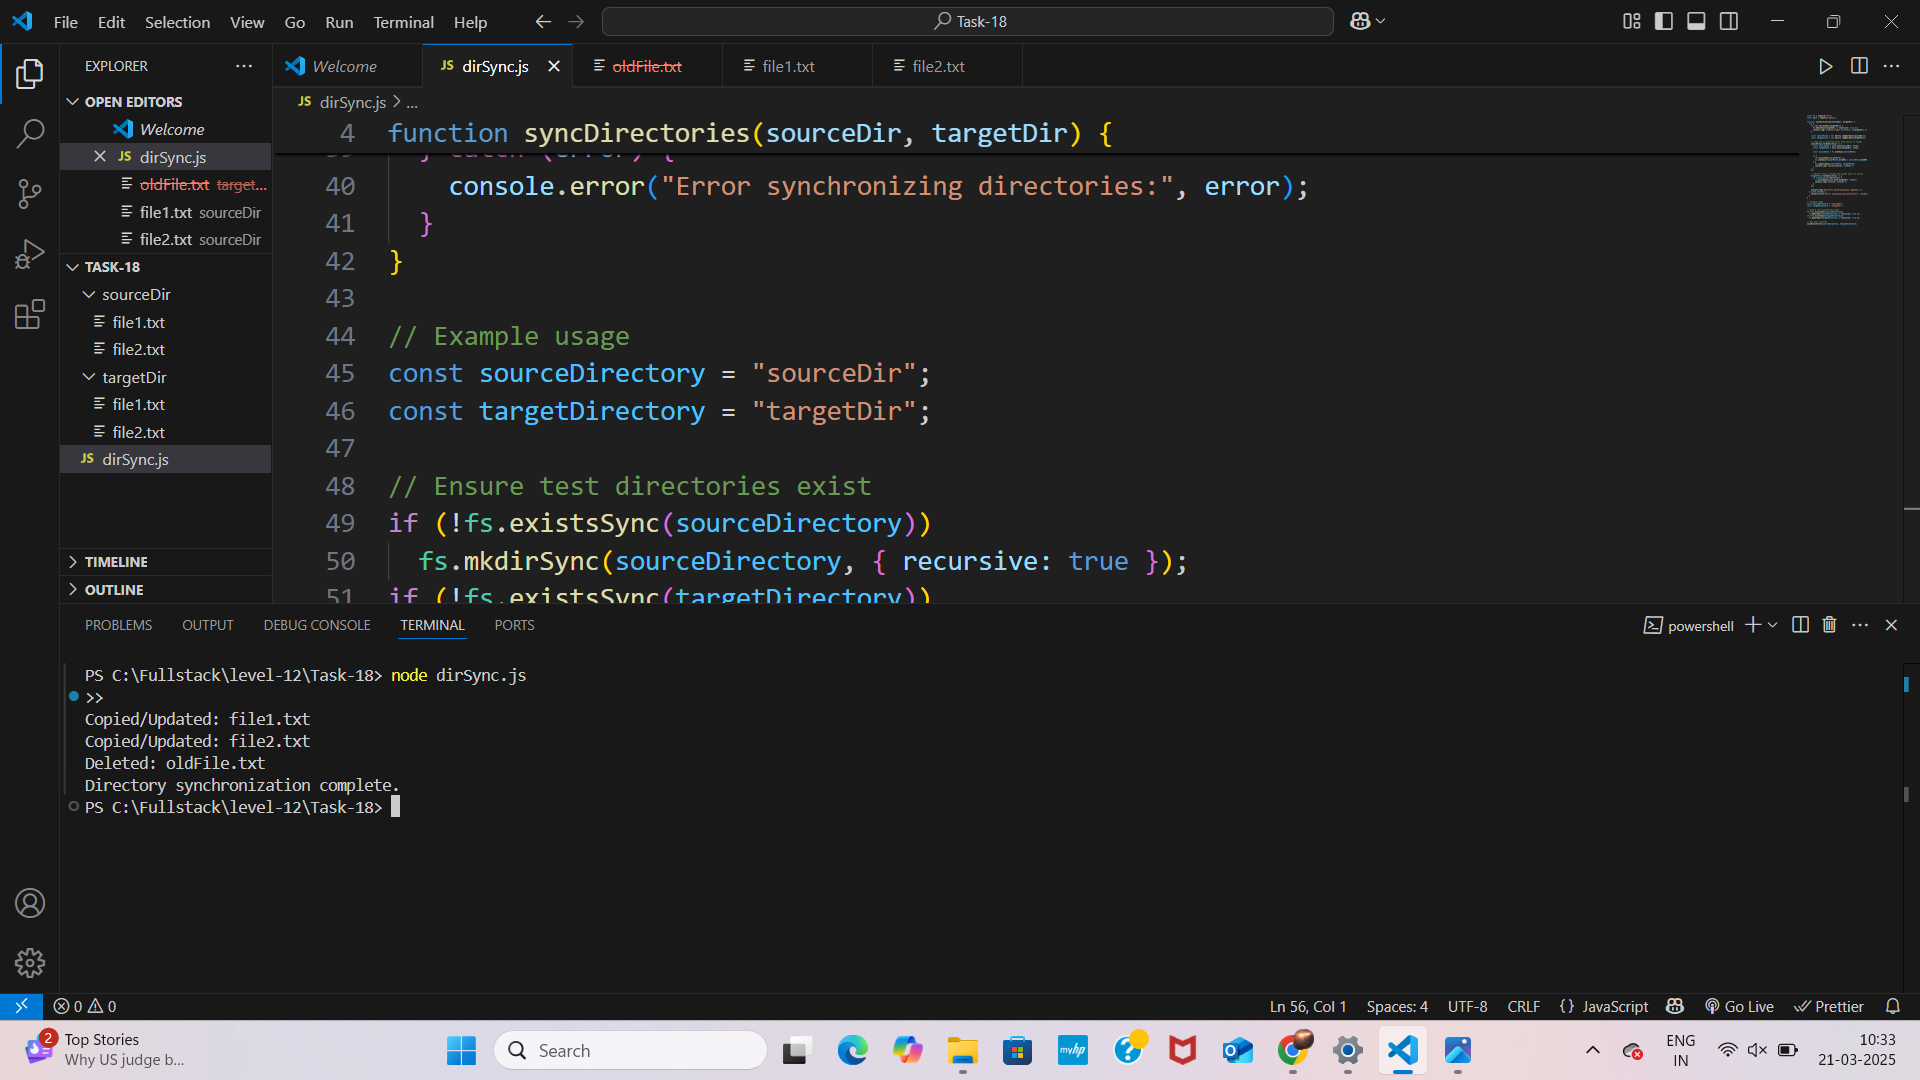 File Edit Selection View Go Run Terminal Help
Task-18
EXPLORER
OPEN EDITORS
Welcome
JS dirSync.js
oldFile.txt target...
file1.txt sourceDir
file2.txt sourceDir
TASK-18
sourceDir
file1.txt
file2.txt
targetDir
file1.txt
file2.txt
JS dirSync.js
TIMELINE
OUTLINE
Welcome
JS dirSync.js
oldFile.txt
file1.txt
file2.txt
JS dirSync.js > ...
4 function syncDirectories(sourceDir, targetDir) {
39 } catch (error) {
40 console.error("Error synchronizing directories:", error);
41 }
42 }
43
44 // Example usage
45 const sourceDirectory = "sourceDir";
46 const targetDirectory = "targetDir";
47
48 // Ensure test directories exist
49 if (!fs.existsSync(sourceDirectory))
50 fs.mkdirSync(sourceDirectory, { recursive: true });
51 if (!fs.existsSync(targetDirectory))
PROBLEMS OUTPUT DEBUG CONSOLE TERMINAL PORTS
powershell
PS C:\Fullstack\level-12\Task-18> node dirSync.js
>>
Copied/Updated: file1.txt
Copied/Updated: file2.txt
Deleted: oldFile.txt
Directory synchronization complete.
PS C:\Fullstack\level-12\Task-18>
0 0
Ln 56, Col 1 Spaces: 4 UTF-8 CRLF {} JavaScript Go Live Prettier
2
Top Stories
Why US judge b...
Search
myhp
ENG
IN
10:33
21-03-2025